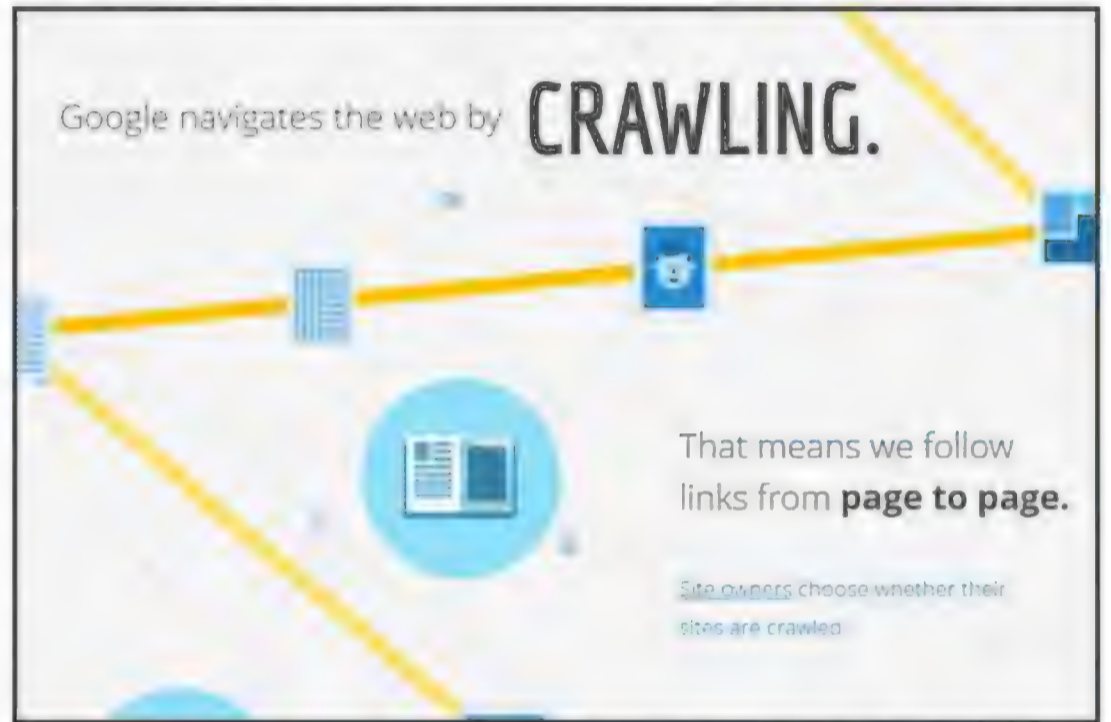 Google navigates the web by CRAWLING.
That means we follow
links from page to page.
Site owners choose whether their
sites are crawled